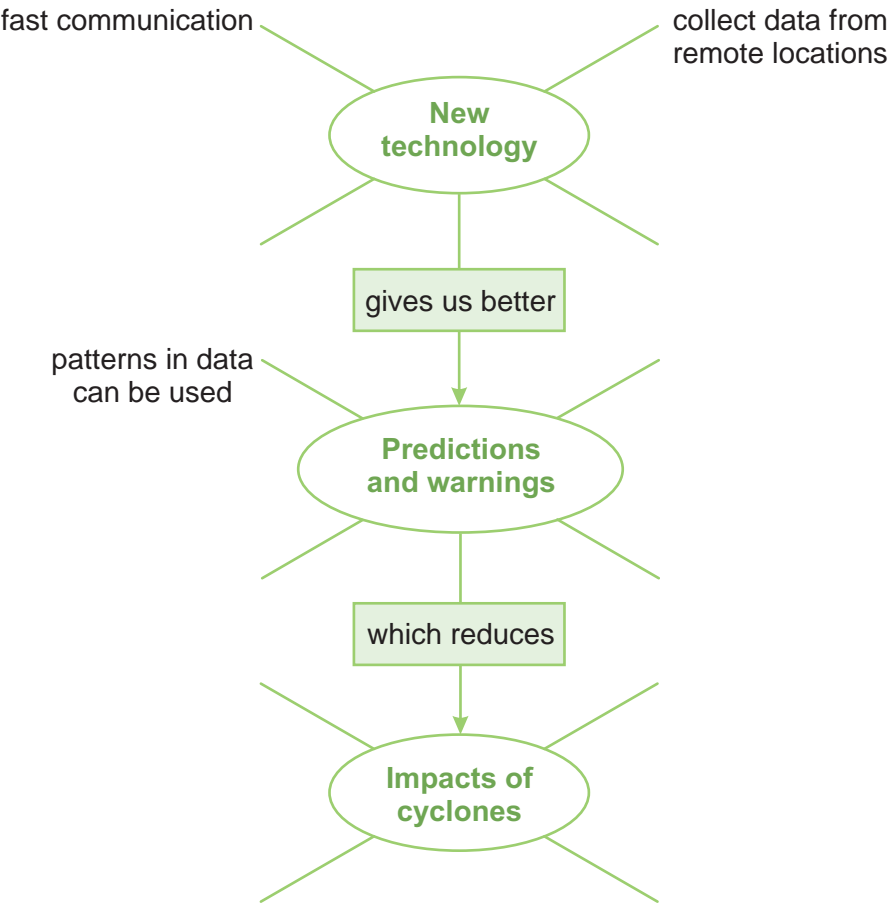 fast communication
collect data from
remote locations
New
technology
gives us better
patterns in data
can be used
Predictions
and warnings
which reduces
Impacts of
cyclones